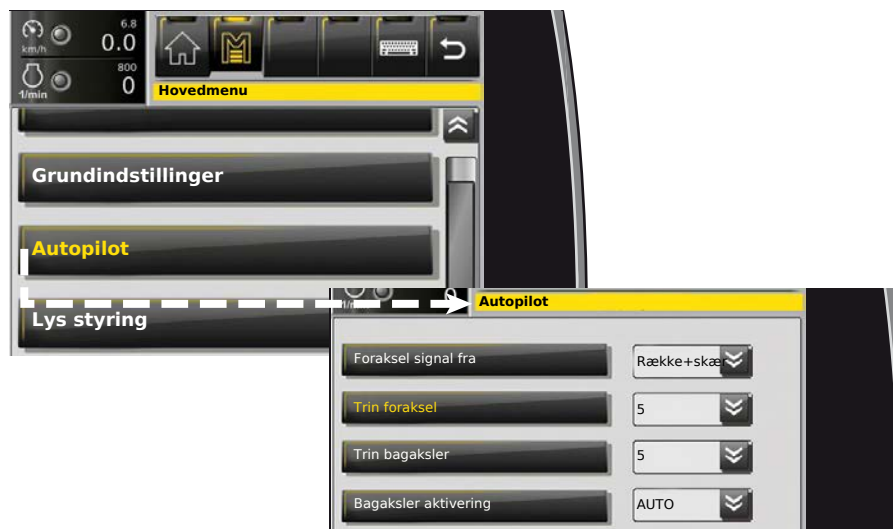 6.8
km/h
0.0
800
1/min
0
Hovedmenu
Grundindstillinger
Autopilot
Lys styring
Autopilot
Foraksel signal fra
Række+skær
Trin foraksel
5
Trin bagaksler
5
Bagaksler aktivering
AUTO